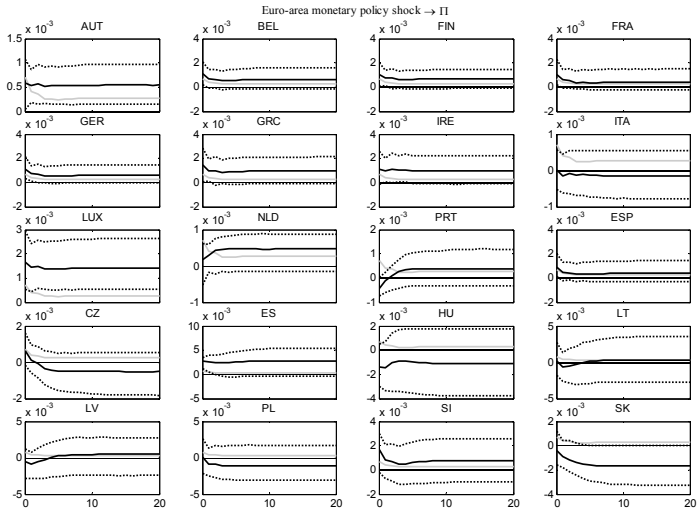 Euro-area monetary policy shock → Π
x 10⁻³ AUT x 10⁻³ BEL x 10⁻³ FIN x 10⁻³ FRA
1.5 4 4 4
1 2 2 2
0.5 0 0 0
0 -2 -2 -2
x 10⁻³ GER x 10⁻³ GRC x 10⁻³ IRE x 10⁻³ ITA
4 4 4 1
2 2 2
0 0 0 0
-2 -2 -2 -1
x 10⁻³ LUX x 10⁻³ NLD x 10⁻³ PRT x 10⁻³ ESP
3 1 2 4
2 1 2
1 0 0 0
0 -1 -1 -2
x 10⁻³ CZ x 10⁻³ ES x 10⁻³ HU x 10⁻³ LT
2 10 2 5
5 0
0 0 -2 0
-2 -5 -4 -5
x 10⁻³ LV x 10⁻³ PL x 10⁻³ SI x 10⁻³ SK
5 5 4 2
2 0
0 0 0 -2
-5 -5 -2 -4
0 10 20 0 10 20 0 10 20 0 10 20